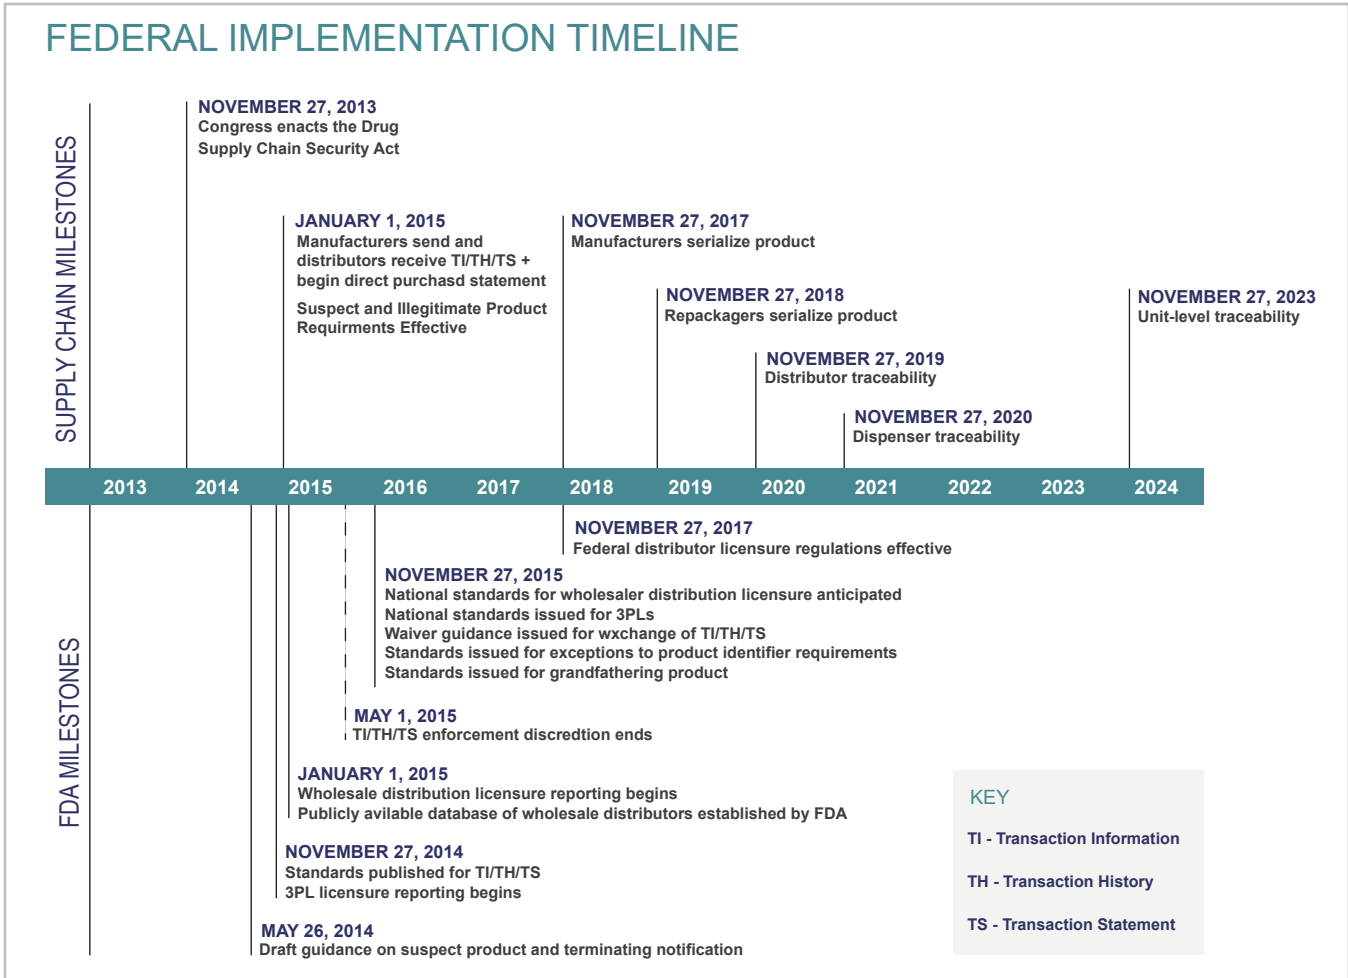 FEDERAL IMPLEMENTATION TIMELINE
SUPPLY CHAIN MILESTONES
NOVEMBER 27, 2013
Congress enacts the Drug
Supply Chain Security Act
JANUARY 1, 2015
Manufacturers send and
distributors receive TI/TH/TS +
begin direct purchasd statement
Suspect and Illegitimate Product
Requirments Effective
NOVEMBER 27, 2017
Manufacturers serialize product
NOVEMBER 27, 2018
Repackagers serialize product
NOVEMBER 27, 2019
Distributor traceability
NOVEMBER 27, 2020
Dispenser traceability
NOVEMBER 27, 2023
Unit-level traceability
2013 2014 2015 2016 2017 2018 2019 2020 2021 2022 2023 2024
FDA MILESTONES
NOVEMBER 27, 2017
Federal distributor licensure regulations effective
NOVEMBER 27, 2015
National standards for wholesaler distribution licensure anticipated
National standards issued for 3PLs
Waiver guidance issued for wxchange of TI/TH/TS
Standards issued for exceptions to product identifier requirements
Standards issued for grandfathering product
MAY 1, 2015
TI/TH/TS enforcement discredtion ends
JANUARY 1, 2015
Wholesale distribution licensure reporting begins
Publicly avilable database of wholesale distributors established by FDA
NOVEMBER 27, 2014
Standards published for TI/TH/TS
3PL licensure reporting begins
MAY 26, 2014
Draft guidance on suspect product and terminating notification
KEY
TI - Transaction Information
TH - Transaction History
TS - Transaction Statement